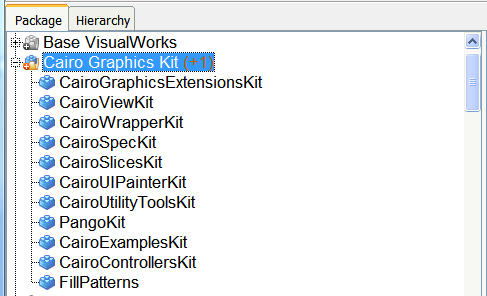 Package Hierarchy
Base VisualWorks
Cairo Graphics Kit (+1)
CairoGraphicsExtensionsKit
CairoViewKit
CairoWrapperKit
CairoSpecKit
CairoSlicesKit
CairoUIPainterKit
CairoUtilityToolsKit
PangoKit
CairoExamplesKit
CairoControllersKit
FillPatterns